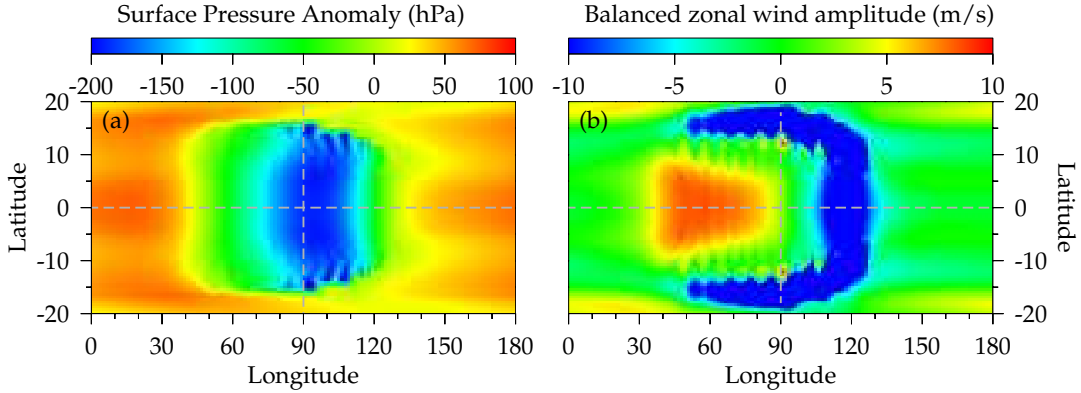 Surface Pressure Anomaly (hPa)
-200 -150 -100 -50 0 50 100
(a)
20
10
0
-10
-20
Latitude
0 30 60 90 120 150 180
Longitude
Balanced zonal wind amplitude (m/s)
-10 -5 0 5 10
(b)
20
10
0
-10
-20
Latitude
0 30 60 90 120 150 180
Longitude